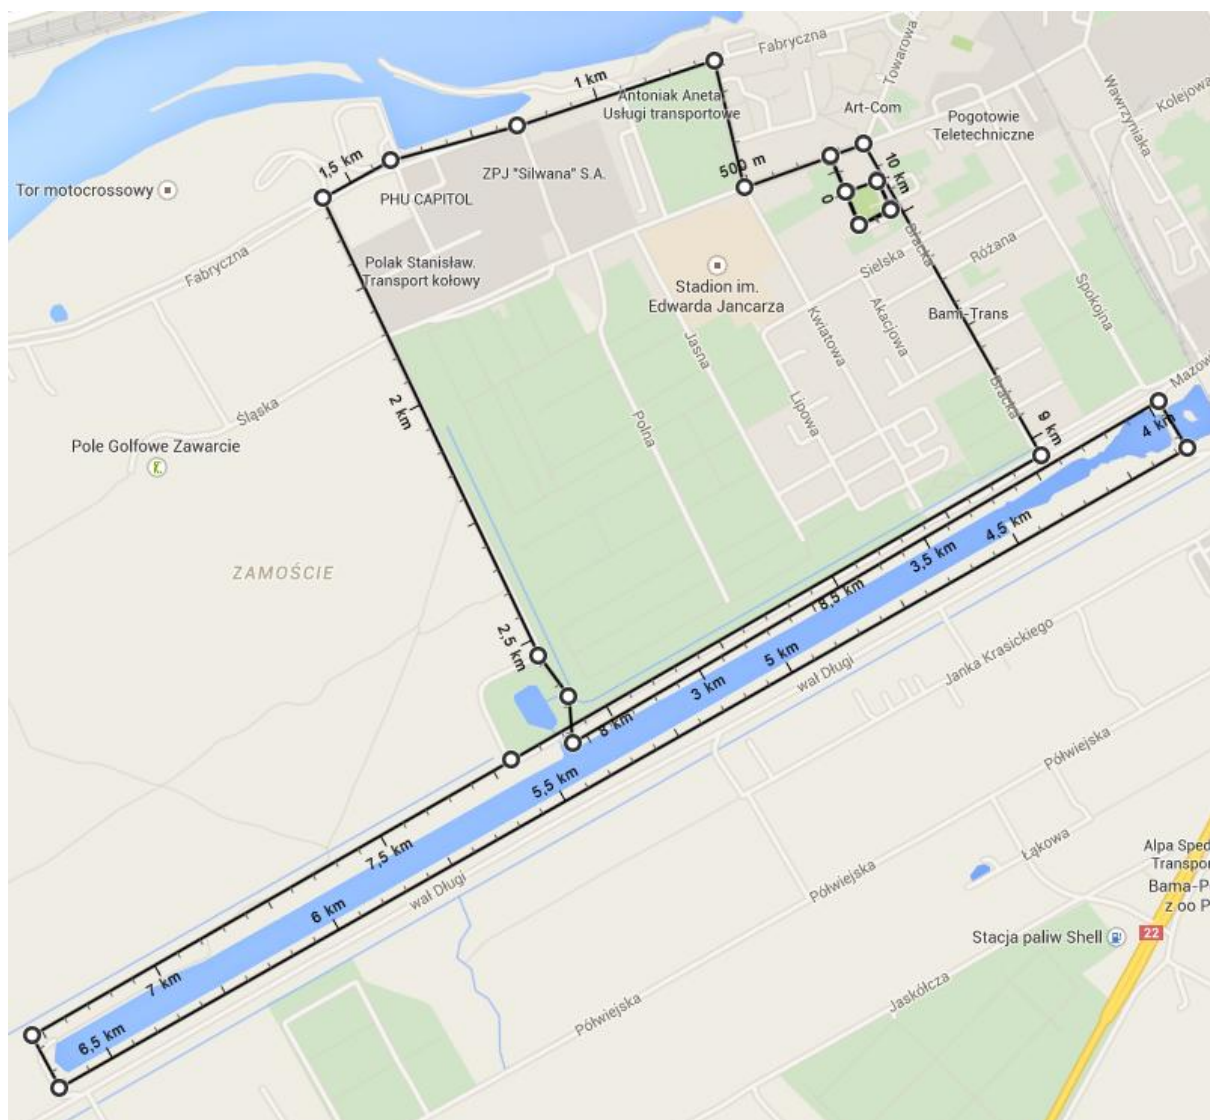 Fabryczna
Towarowa
1 km
Antoniak Aneta.
Usługi transportowe
Art-Com
Pogotowie
Teletechniczne
Wawrzyniaka
Kolejowa
1,5 km
ZPJ "Silwana" S.A.
500 m
10 km
0
Tor motocrossowy
PHU CAPITOL
Fabryczna
Polak Stanisław.
Transport kołowy
Stadion im.
Edwarda Jancarza
Bracka
Sielska
Różana
Spokojna
Akacjowa
Kwiatowa
Bami-Trans
Jasna
Lipowa
Bracka
Mazowi
2 km
Śląska
Polna
Pole Golfowe Zawarcie
9 km
4 km
4,5 km
3,5 km
ZAMOŚCIE
8,5 km
2,5 km
5 km
wał Długi
Janka Krasickiego
3 km
8 km
Półwiejska
5,5 km
7,5 km
Łąkowa
Alpa Sped
Transpor
Bama-P
z oo P
wał Długi
Półwiejska
6 km
Stacja paliw Shell
22
7 km
Jaskółcza
6,5 km
Półwiejska